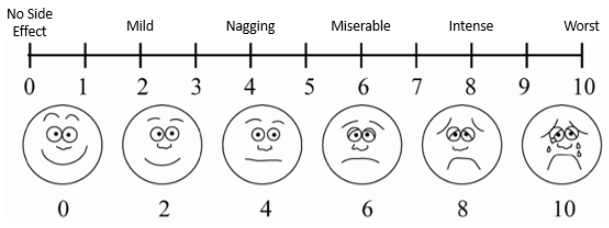 No Side
Effect Mild Nagging Miserable Intense Worst
0 1 2 3 4 5 6 7 8 9 10
0 2 4 6 8 10